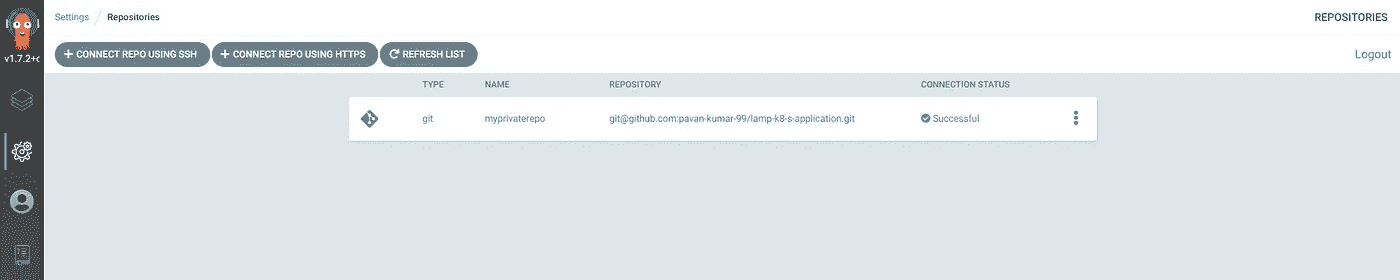 Settings / Repositories
REPOSITORIES
v1.7.2+c
CONNECT REPO USING SSH
CONNECT REPO USING HTTPS
REFRESH LIST
Logout
TYPE NAME REPOSITORY CONNECTION STATUS
git myprivaterepo git@github.com:pavan-kumar-99/lamp-k8-s-application.git Successful